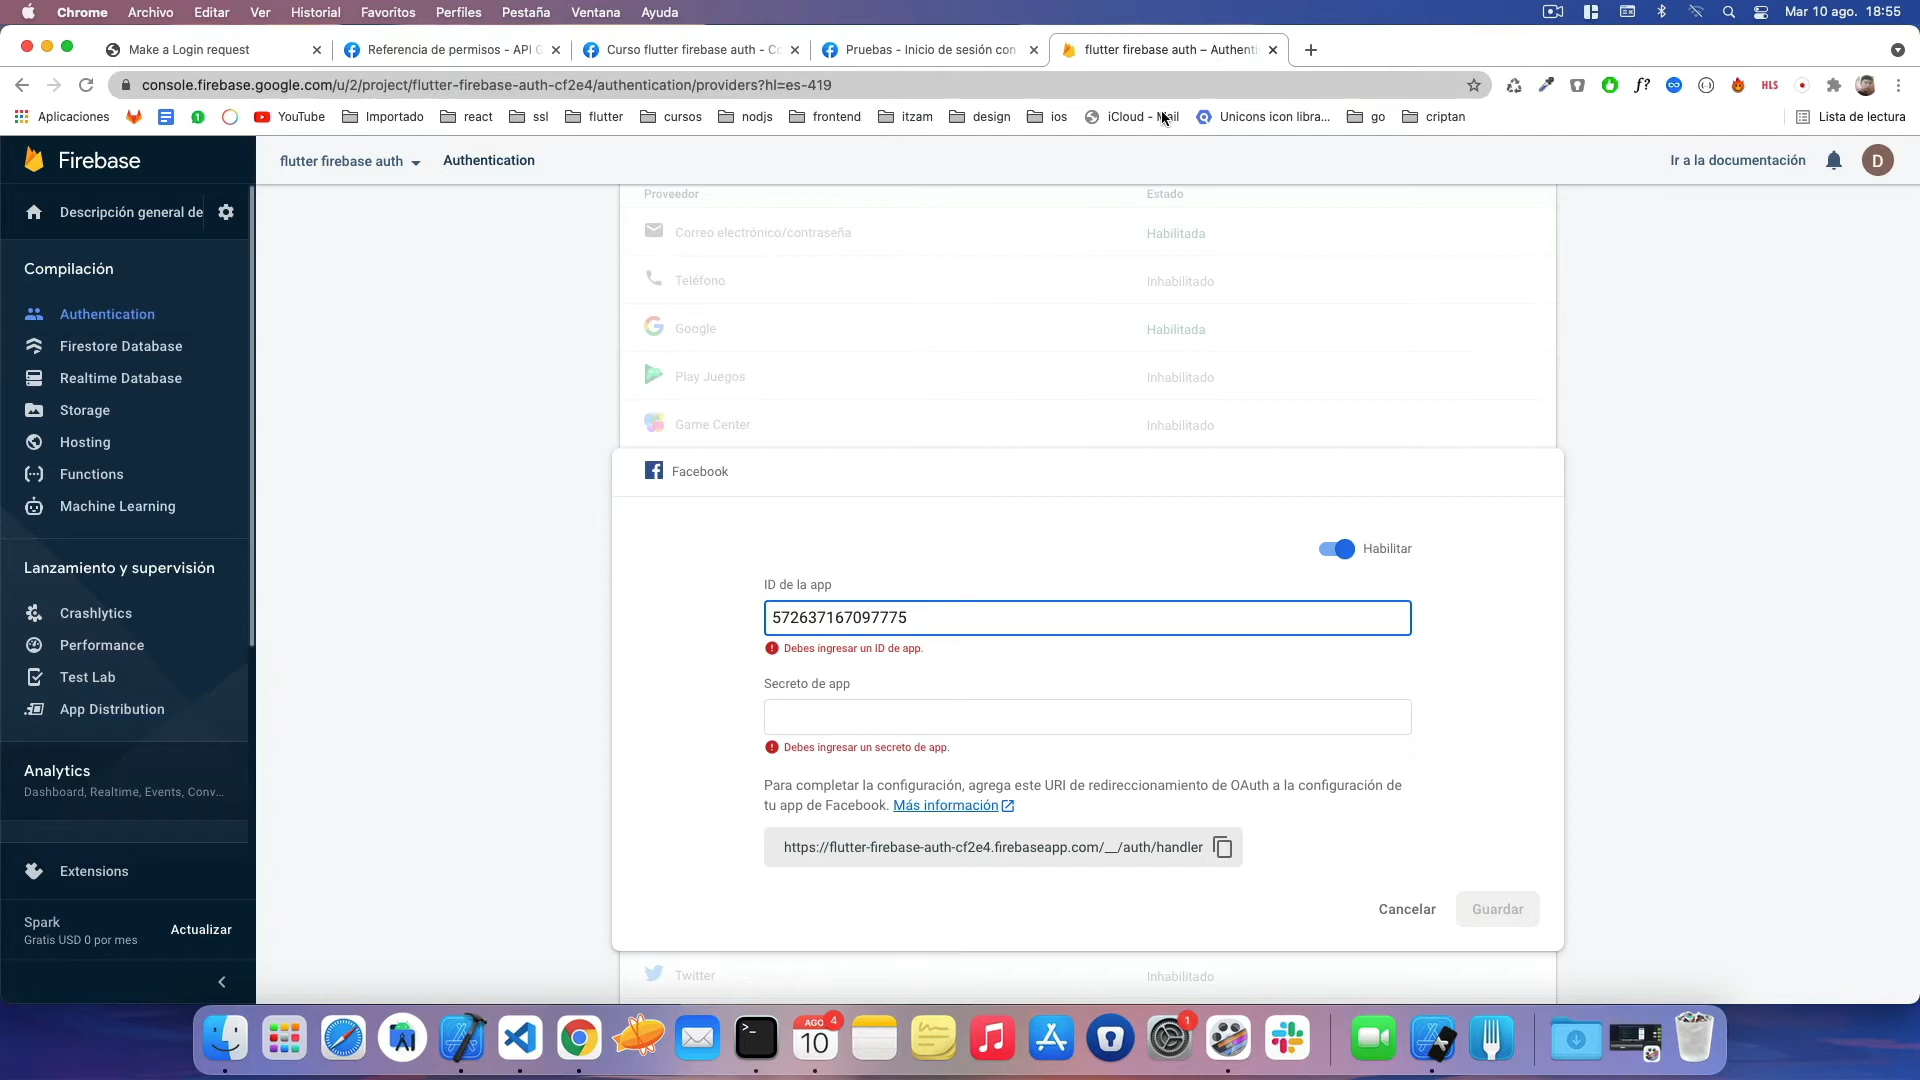 Chrome Archivo Editar Ver Historial Favoritos Perfiles Pestaña Ventana Ayuda Mar 10 ago. 18:55
Make a Login request
Referencia de permisos - API G
Curso flutter firebase auth - Co
Pruebas - Inicio de sesión con
flutter firebase auth – Authenti
console.firebase.google.com/u/2/project/flutter-firebase-auth-cf2e4/authentication/providers?hl=es-419
f? HLS
Aplicaciones YouTube Importado react ssl flutter cursos nodjs frontend itzam design ios iCloud - Mail Unicons icon libra... go criptan Lista de lectura
Firebase
flutter firebase auth Authentication Ir a la documentación D
Descripción general de
Compilación
Authentication
Firestore Database
Realtime Database
Storage
Hosting
Functions
Machine Learning
Lanzamiento y supervisión
Crashlytics
Performance
Test Lab
App Distribution
Analytics
Dashboard, Realtime, Events, Conv...
Extensions
Spark
Gratis USD 0 por mes
Actualizar
Proveedor Estado
Correo electrónico/contraseña Habilitada
Teléfono Inhabilitado
Google Habilitada
Play Juegos Inhabilitado
Game Center Inhabilitado
Facebook
Habilitar
ID de la app
572637167097775
Debes ingresar un ID de app.
Secreto de app
Debes ingresar un secreto de app.
Para completar la configuración, agrega este URI de redireccionamiento de OAuth a la configuración de
tu app de Facebook. Más información
https://flutter-firebase-auth-cf2e4.firebaseapp.com/__/auth/handler
Cancelar Guardar
Twitter Inhabilitado
AGO
10
4
1